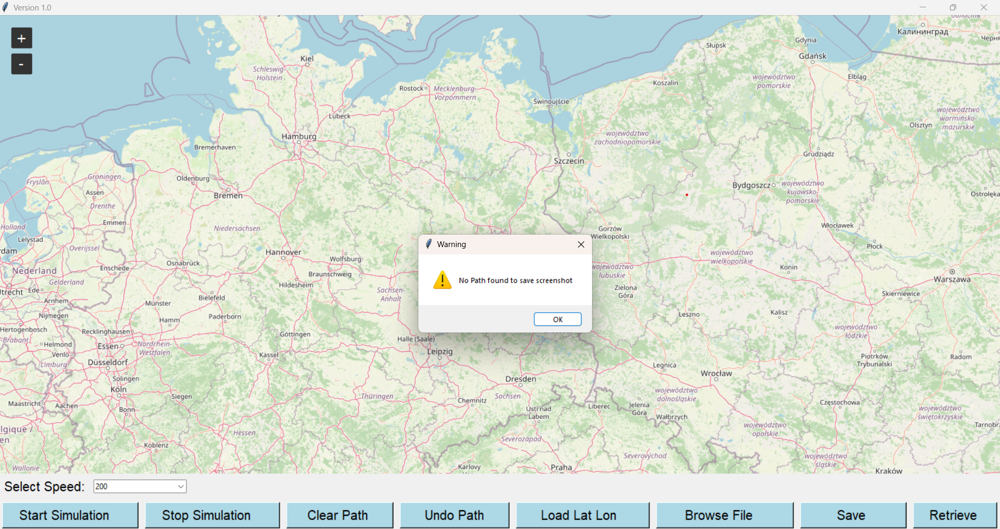 Version 1.0
+
-
Калининград
Черня
Gdynia
Słupsk
Gdańsk
Kiel
Schleswig-
Holstein
Elbląg
województwo
pomorskie
Koszalin
Rostock
Mecklenburg-
Vorpommern
Świnoujście
Lübeck
województwo
warmińsko-
mazurskie
Olsztyn
Hamburg
województwo
zachodniopomorskie
Bremerhaven
Grudziądz
Szczecin
Groningen
Oldenburg
Fryslân
Assen
Bydgoszcz
województwo
kujawsko-
pomorskie
Bremen
Ostrołęka
Drenthe
Emmen
Holland
Niedersachsen
Gorzów
Wielkopolski
Włocławek
Lelystad
Warning
Płock
rdam
Overijssel
Hannover
Wolfsburg
województwo
wielkopolskie
Osnabrück
Enschede
Nederland
Braunschweig
województwo
lubuskie
Konin
Warszawa
Gelderland
No Path found to save screenshot
Hildesheim
Sachsen-
Anhalt
Zielona
Góra
Skierniewice
trecht
Ede
Arnhem
Münster
Bielefeld
Nijmegen
Paderborn
Hamm
OK
Leszno
Kalisz
Hertogenbosch
-Brabant
Recklinghausen
Göttingen
województwo
łódzkie
Helmond
Essen
Nordrhein-
Westfalen
Halle (Saale)
Venlo
Kassel
Leipzig
Limburg
Düsseldorf
Piotrków
Trybunalski
Radom
Legnica
Wrocław
Solingen
Dresden
Köln
Siegen
Thüringen
Sachsen
województwo
dolnośląskie
Maastricht
Aachen
Chemnitz
Liberec
Jelenia
Góra
Częstochowa
Bonn
Ústí nad
Labem
Wałbrzych
województwo
świętokrzyskie
lgique /
en
Hessen
województwo
opolskie
Tarnobrz
Severozápad
Koblenz
Severovýchod
województwo
śląskie
Wallonie
Karlovy
Praha
Kraków
Select Speed: 200
Start Simulation Stop Simulation Clear Path Undo Path Load Lat Lon Browse File Save Retrieve